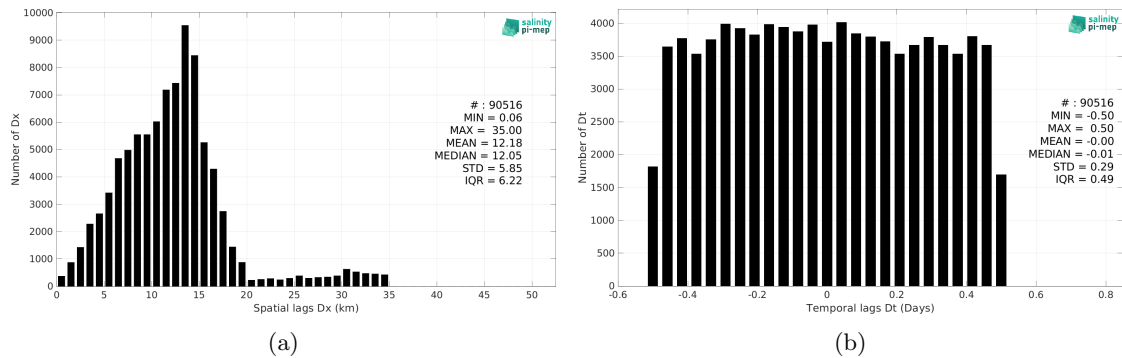 10000
9000
8000
7000
6000
5000
4000
3000
2000
1000
0
Number of Dx
0 5 10 15 20 25 30 35 40 45 50
Spatial lags Dx (km)
salinity
pi-mep
# : 90516
MIN = 0.06
MAX = 35.00
MEAN = 12.18
MEDIAN = 12.05
STD = 5.85
IQR = 6.22
(a)
4000
3500
3000
2500
2000
1500
1000
500
0
Number of Dt
-0.6 -0.4 -0.2 0 0.2 0.4 0.6 0.8
Temporal lags Dt (Days)
salinity
pi-mep
# : 90516
MIN = -0.50
MAX = 0.50
MEAN = -0.00
MEDIAN = -0.01
STD = 0.29
IQR = 0.49
(b)